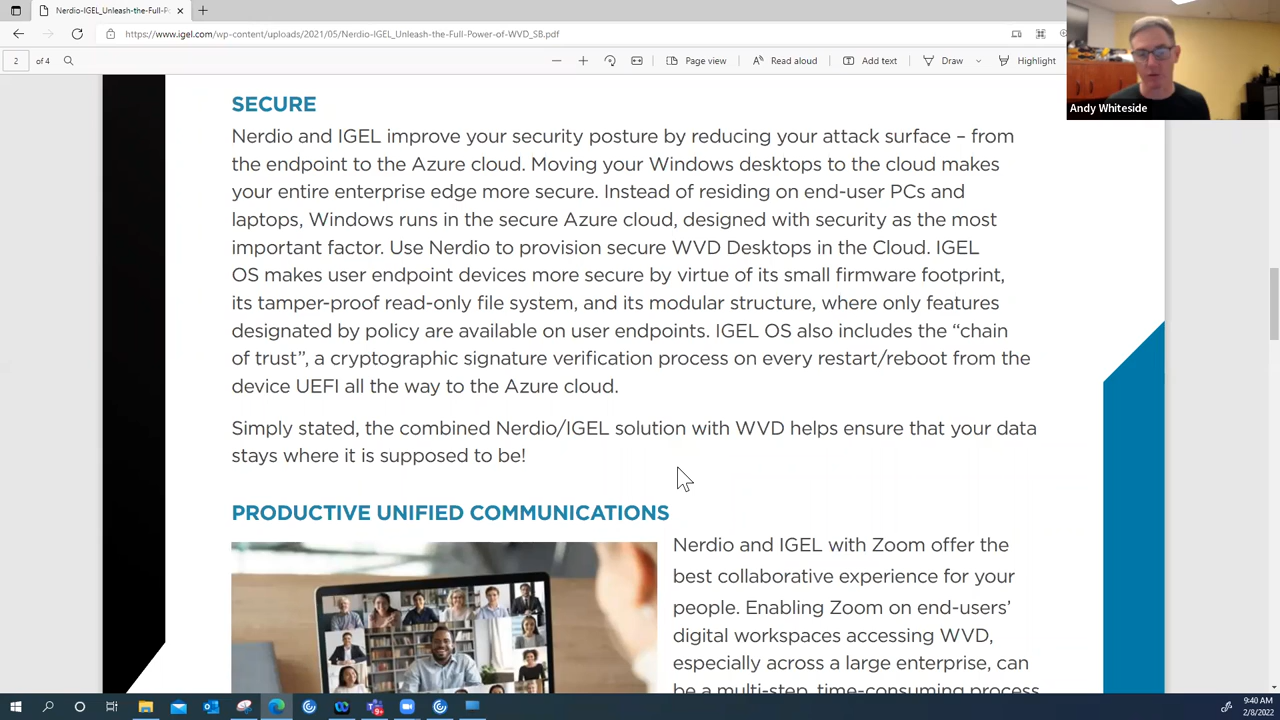 Nerdio-IGEL_Unleash-the-Full-P
https://www.igel.com/wp-content/uploads/2021/05/Nerdio-IGEL_Unleash-the-Full-Power-of-WVD_SB.pdf
2 of 4
Page view
Read aloud
Add text
Draw
Highlight
Andy Whiteside
SECURE
Nerdio and IGEL improve your security posture by reducing your attack surface – from
the endpoint to the Azure cloud. Moving your Windows desktops to the cloud makes
your entire enterprise edge more secure. Instead of residing on end-user PCs and
laptops, Windows runs in the secure Azure cloud, designed with security as the most
important factor. Use Nerdio to provision secure WVD Desktops in the Cloud. IGEL
OS makes user endpoint devices more secure by virtue of its small firmware footprint,
its tamper-proof read-only file system, and its modular structure, where only features
designated by policy are available on user endpoints. IGEL OS also includes the “chain
of trust”, a cryptographic signature verification process on every restart/reboot from the
device UEFI all the way to the Azure cloud.
Simply stated, the combined Nerdio/IGEL solution with WVD helps ensure that your data
stays where it is supposed to be!
PRODUCTIVE UNIFIED COMMUNICATIONS
Nerdio and IGEL with Zoom offer the
best collaborative experience for your
people. Enabling Zoom on end-users’
digital workspaces accessing WVD,
especially across a large enterprise, can
be a multi-step, time-consuming process
9:40 AM
2/8/2022